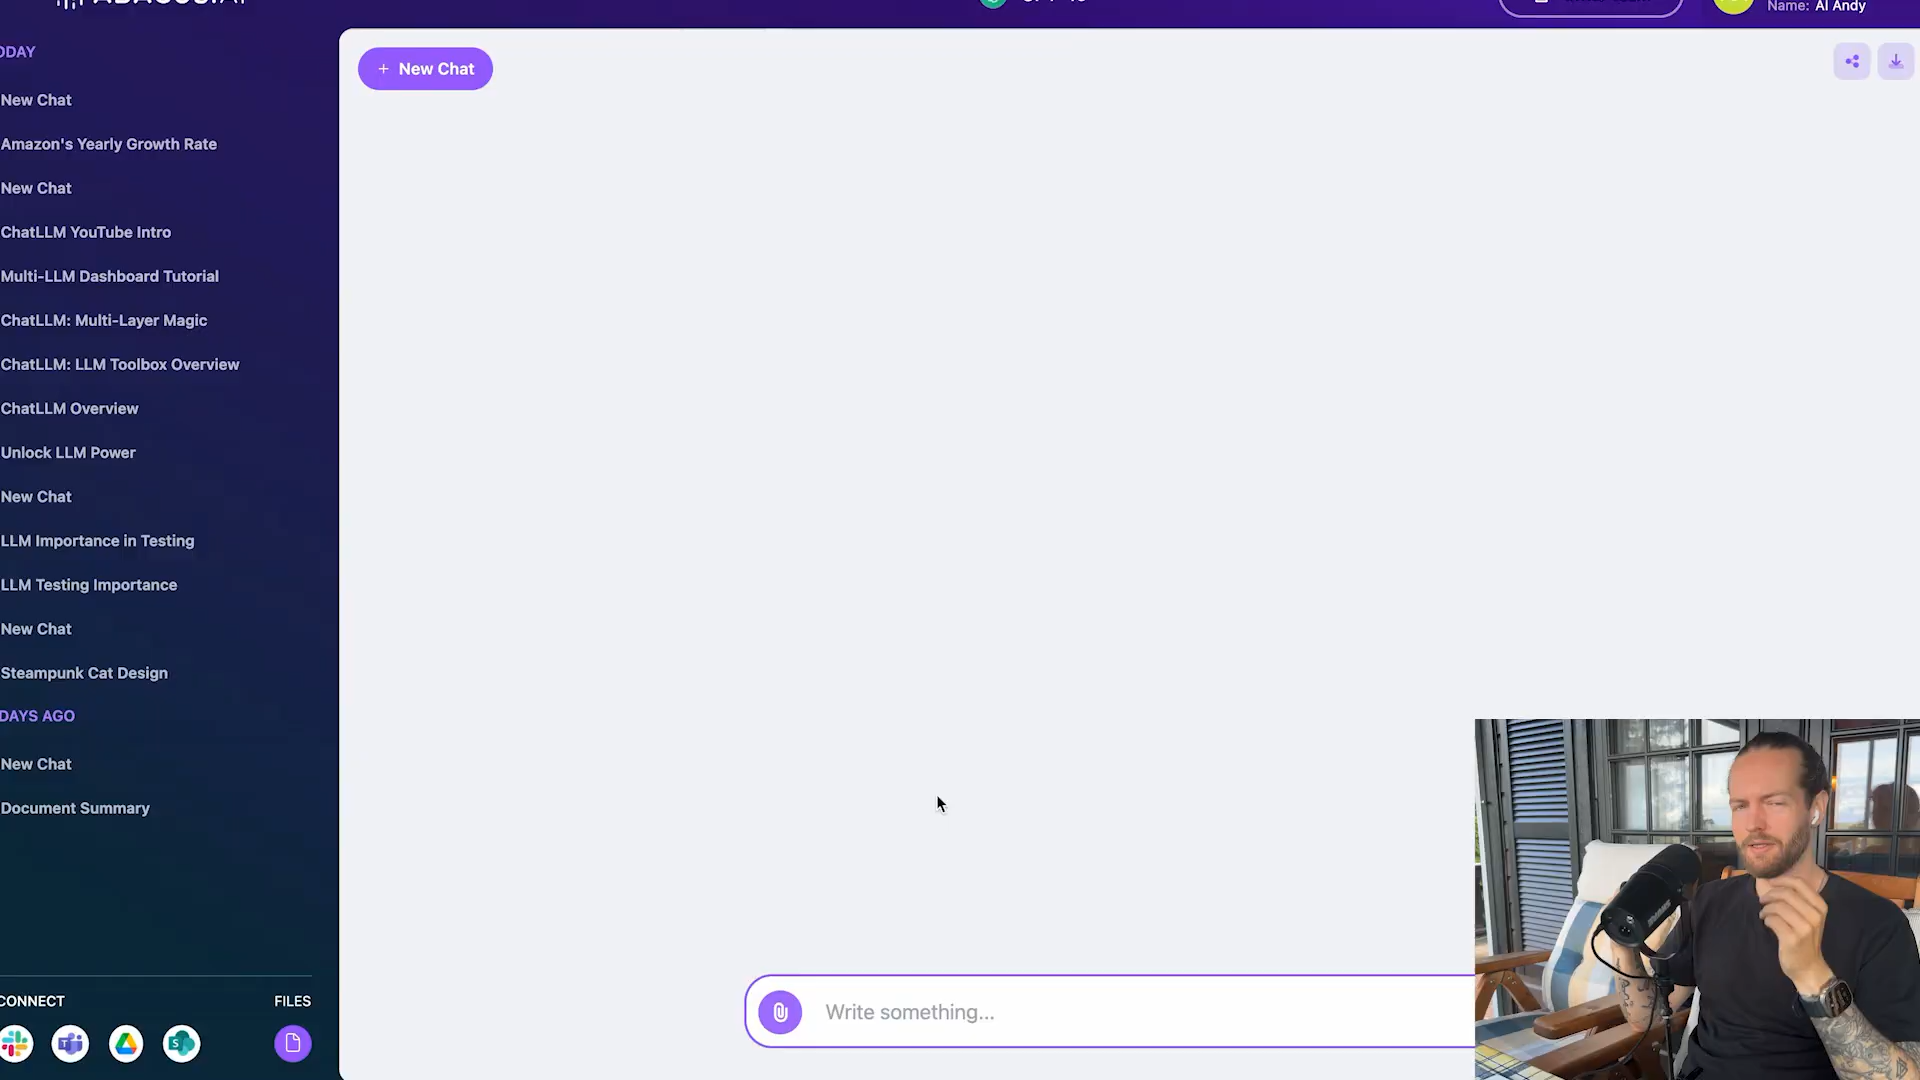 Name: AI Andy
ODAY
+ New Chat
New Chat
Amazon's Yearly Growth Rate
New Chat
ChatLLM YouTube Intro
Multi-LLM Dashboard Tutorial
ChatLLM: Multi-Layer Magic
ChatLLM: LLM Toolbox Overview
ChatLLM Overview
Unlock LLM Power
New Chat
LLM Importance in Testing
LLM Testing Importance
New Chat
Steampunk Cat Design
DAYS AGO
New Chat
Document Summary
CONNECT
FILES
Write something...